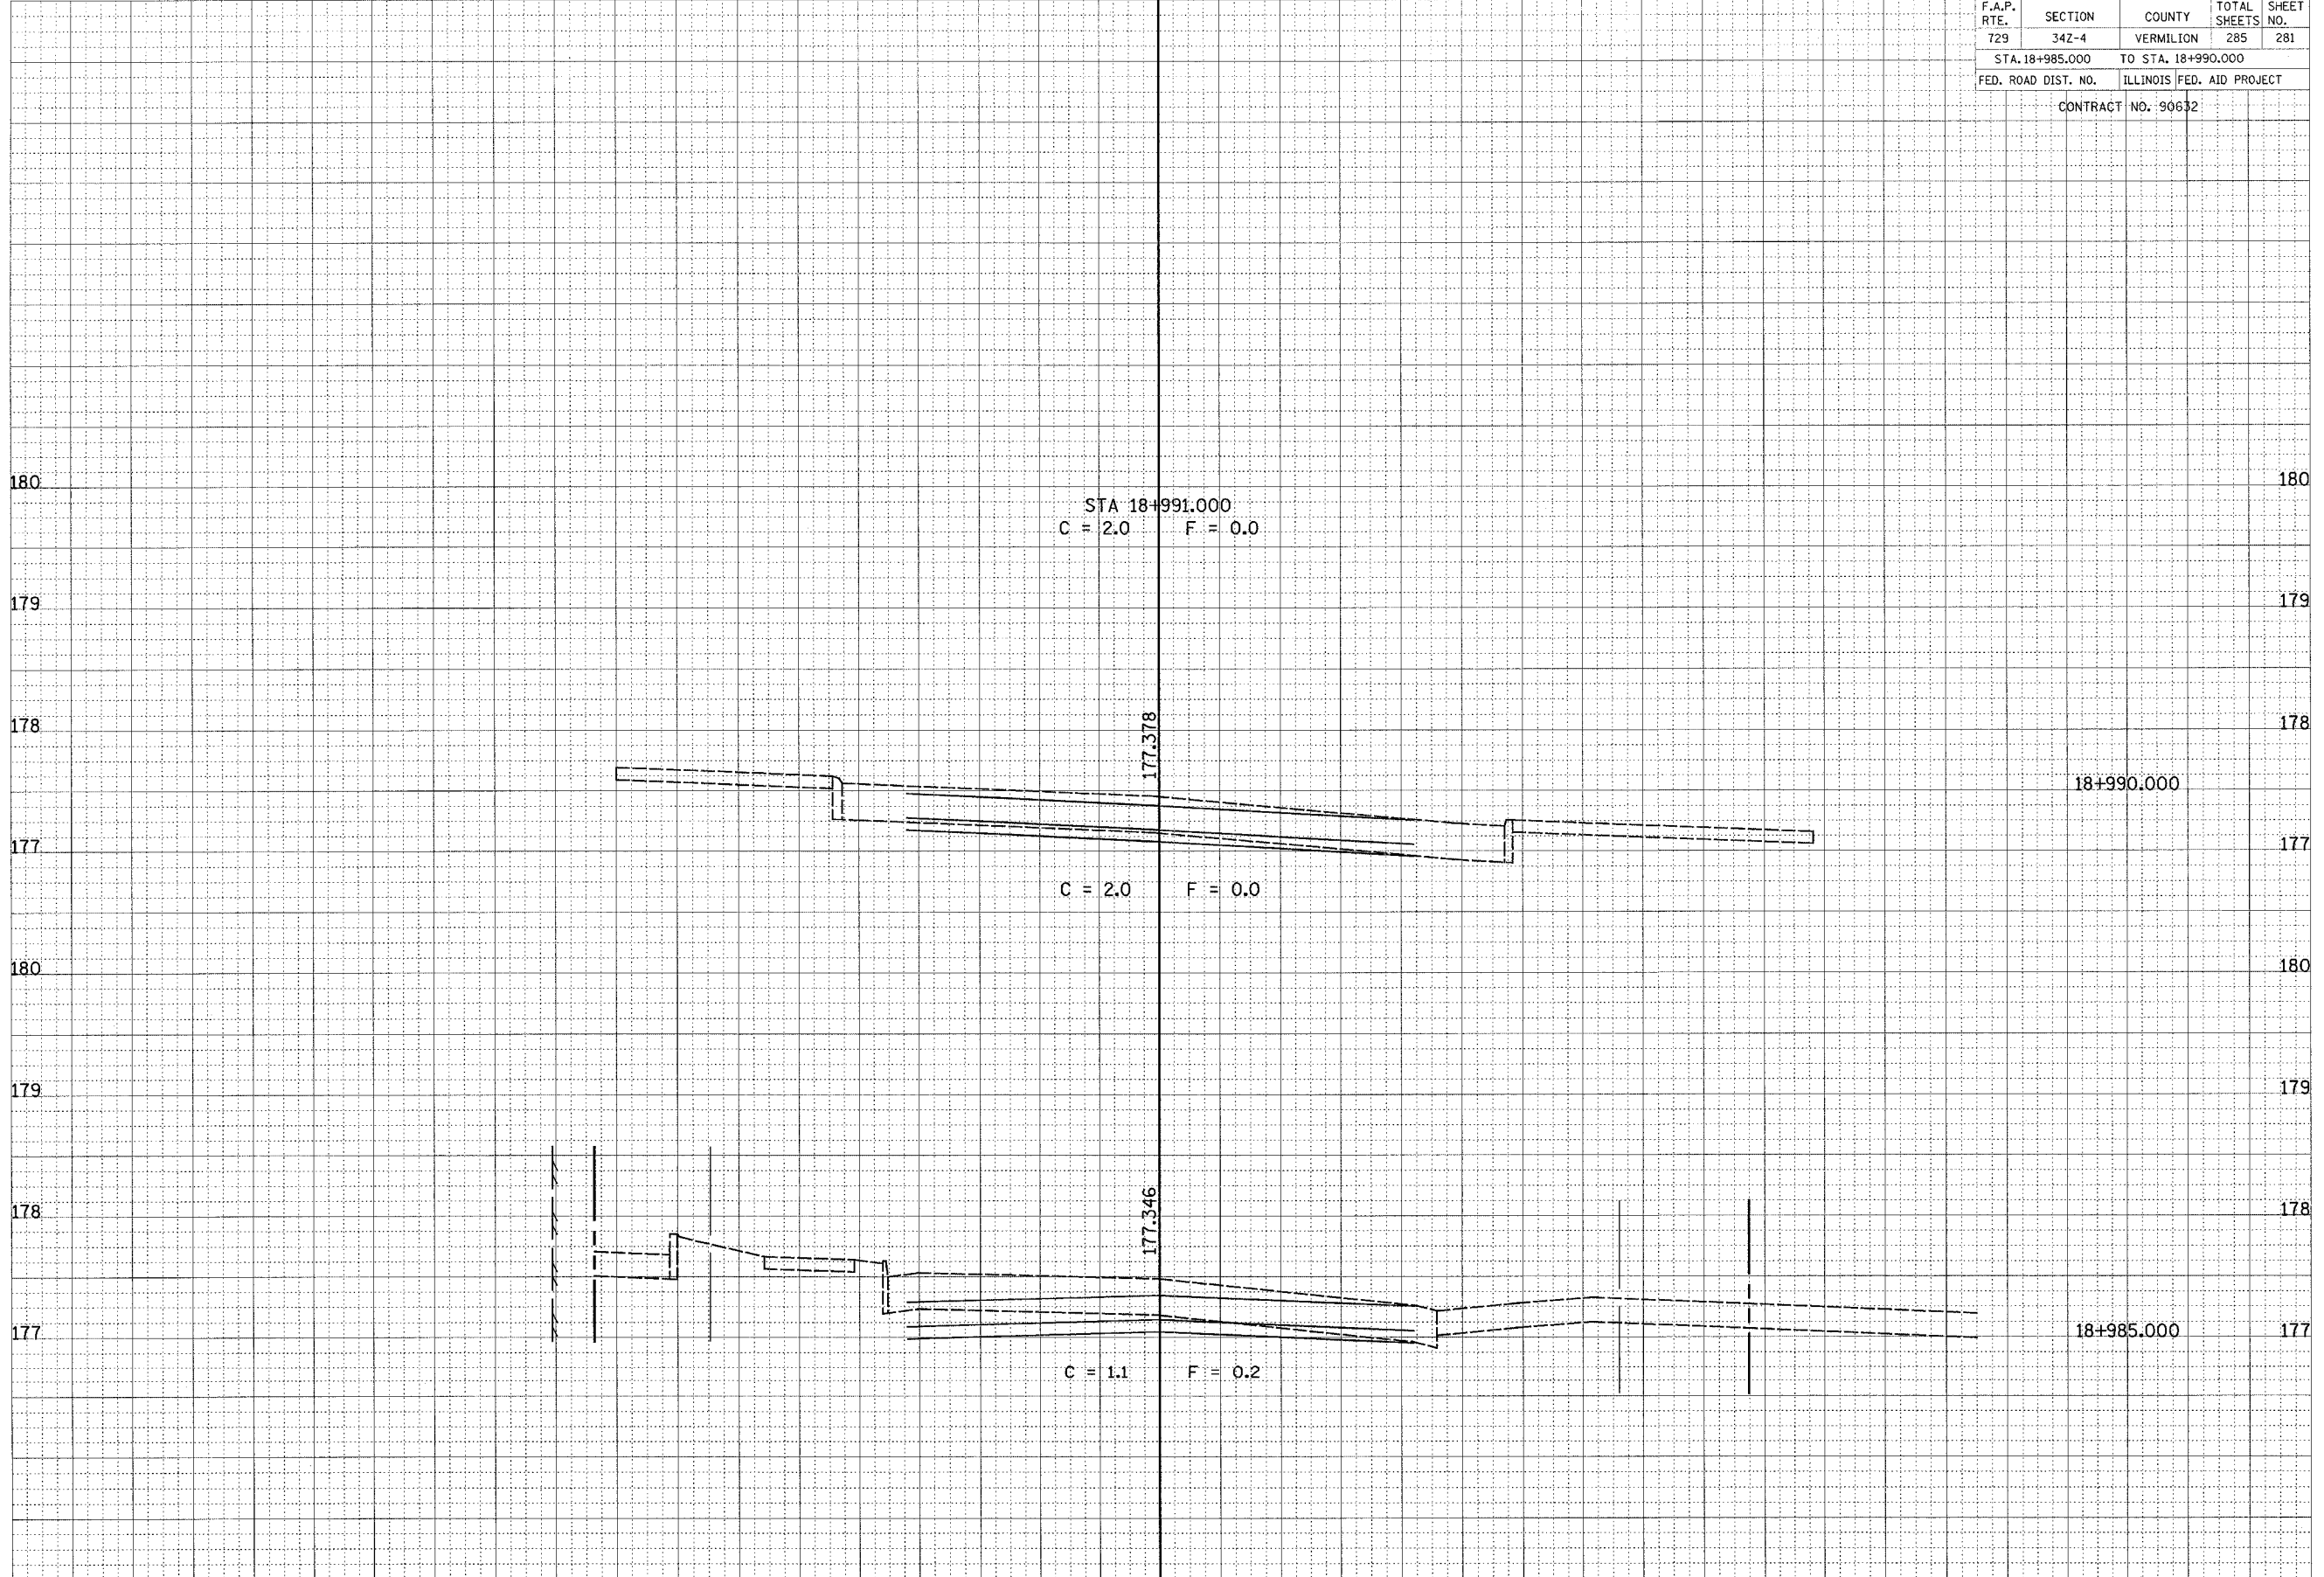 F.A.P. RTE. SECTION COUNTY TOTAL SHEETS SHEET NO.
729 34Z-4 VERMILION 285 281
STA. 18+985.000 TO STA. 18+990.000
FED. ROAD DIST. NO. ILLINOIS FED. AID PROJECT
CONTRACT NO. 90632
180 180
STA 18+991.000
C = 2.0 F = 0.0
179 179
178 177.378 178
18+990.000
177 177
C = 2.0 F = 0.0
180 180
179 179
178 177.346 178
177 18+985.000 177
C = 1.1 F = 0.2